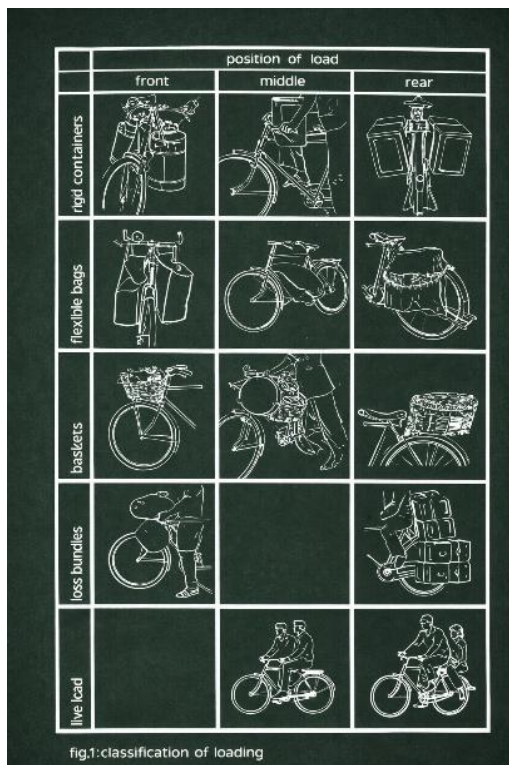 position of load
front middle rear
rigd containers
flexible bags
baskets
loss bundles
live lcad
fig.1:classification of loading